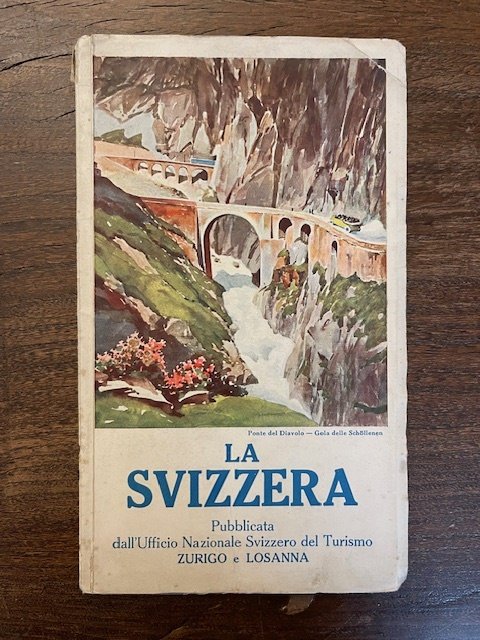 Ponte del Diavolo — Gola delle Schöllenen
LA
SVIZZERA
Pubblicata
dall'Ufficio Nazionale Svizzero del Turismo
ZURIGO e LOSANNA